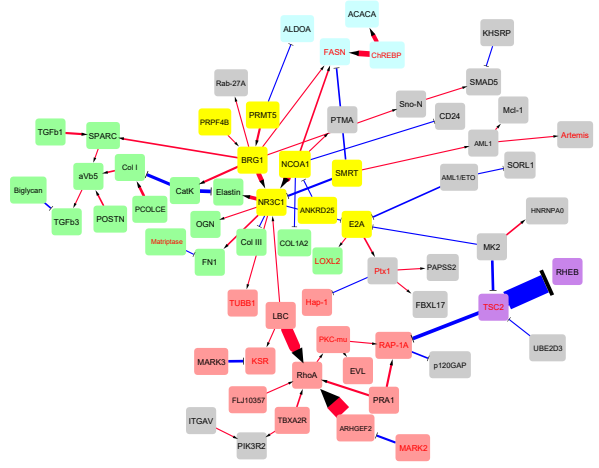 ACACA
ALDOA
KHSRP
FASN
ChREBP
Rab-27A
SMAD5
Sno-N
Mcl-1
PRPF4B
PRMT5
PTMA
CD24
TGFb1
SPARC
AML1
Artemis
BRG1
NCOA1
SMRT
SORL1
aVb5
Col I
AML1/ETO
Biglycan
CatK
Elastin
PCOLCE
NR3C1
TGFb3
POSTN
OGN
ANKRD25
E2A
HNRNPA0
Matriptase
Col III
COL1A2
MK2
FN1
LOXL2
Ptx1
PAPSS2
RHEB
TUBB1
Hap-1
FBXL17
TSC2
LBC
PKC-mu
RAP-1A
UBE2D3
MARK3
KSR
p120GAP
RhoA
EVL
FLJ10357
PRA1
ITGAV
TBXA2R
ARHGEF2
PIK3R2
MARK2